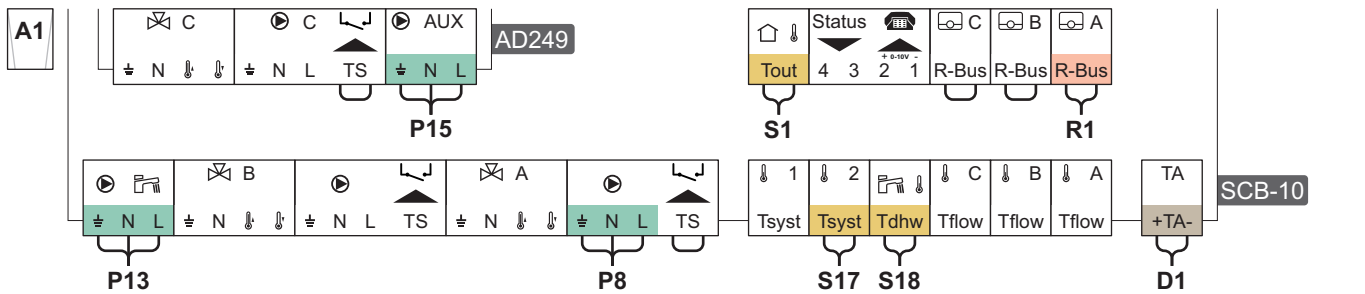 A1
C C AUX AD249
N N L TS N L
P15
Status C B A
+ 0-10V -
Tout 4 3 2 1 R-Bus R-Bus R-Bus
S1 R1
B A
N N L TS N N L TS
P13 P8
1 2 C B A TA SCB-10
Tsyst Tsyst Tdhw Tflow Tflow Tflow +TA-
S17 S18 D1